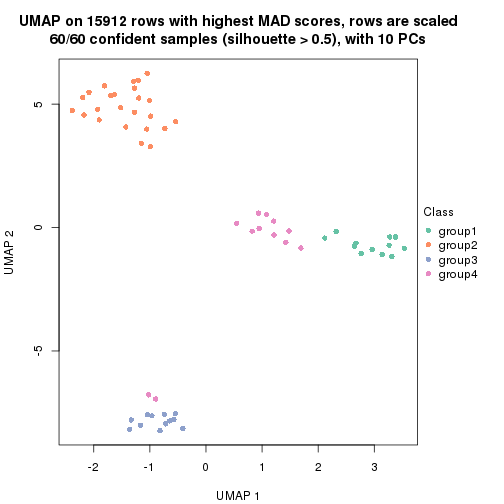 UMAP on 15912 rows with highest MAD scores, rows are scaled
60/60 confident samples (silhouette > 0.5), with 10 PCs
5
0
-5
UMAP 2
-2
-1
0
1
2
3
UMAP 1
Class
group1
group2
group3
group4